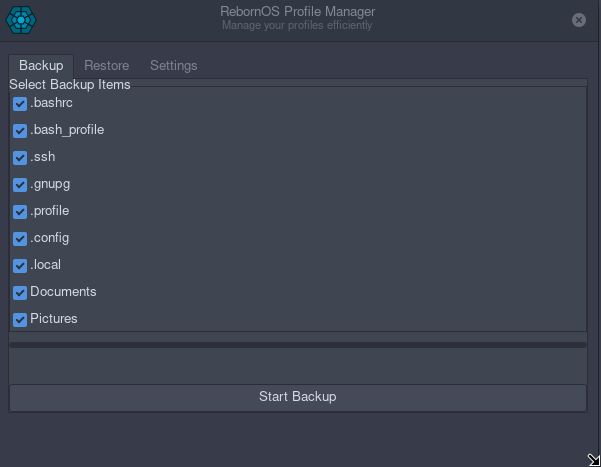 RebornOS Profile Manager
Manage your profiles efficiently
Backup Restore Settings
Select Backup Items
.bashrc
.bash_profile
.ssh
.gnupg
.profile
.config
.local
Documents
Pictures
Start Backup